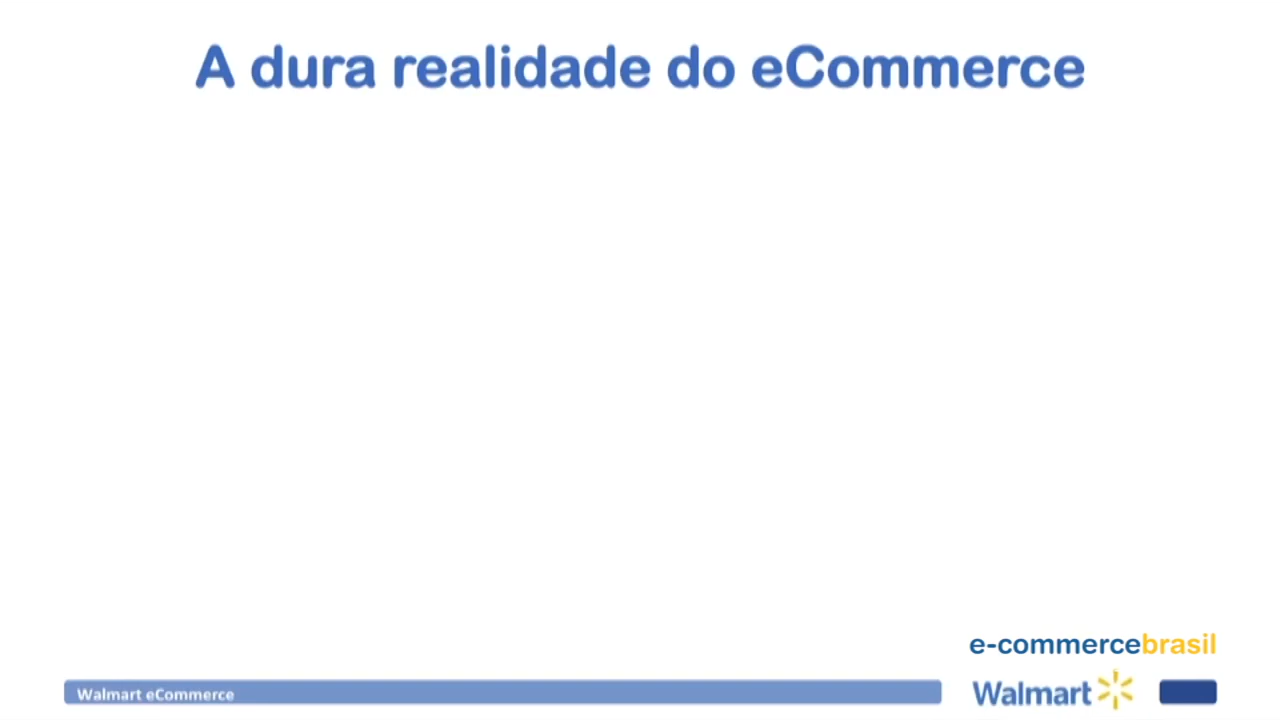 A dura realidade do eCommerce
e-commercebrasil
Walmart eCommerce
Walmart